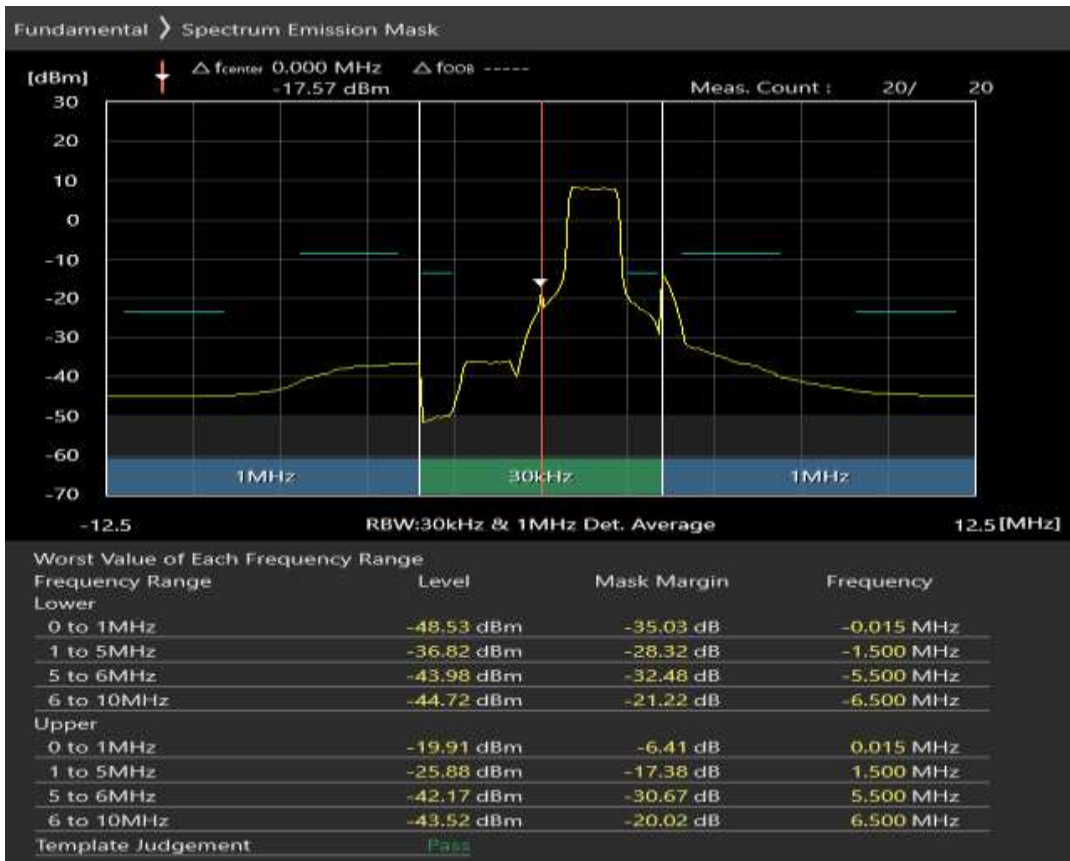 Fundamental ❭ Spectrum Emission Mask
[dBm] △ fcenter 0.000 MHz △ fOOB -----
-17.57 dBm Meas. Count : 20/ 20
30
20
10
0
-10
-20
-30
-40
-50
-60
-70
1MHz 30kHz 1MHz
-12.5 RBW:30kHz & 1MHz Det. Average 12.5 [MHz]
Worst Value of Each Frequency Range
Frequency Range Level Mask Margin Frequency
Lower
0 to 1MHz -48.53 dBm -35.03 dB -0.015 MHz
1 to 5MHz -36.82 dBm -28.32 dB -1.500 MHz
5 to 6MHz -43.98 dBm -32.48 dB -5.500 MHz
6 to 10MHz -44.72 dBm -21.22 dB -6.500 MHz
Upper
0 to 1MHz -19.91 dBm -6.41 dB 0.015 MHz
1 to 5MHz -25.88 dBm -17.38 dB 1.500 MHz
5 to 6MHz -42.17 dBm -30.67 dB 5.500 MHz
6 to 10MHz -43.52 dBm -20.02 dB 6.500 MHz
Template Judgement Pass